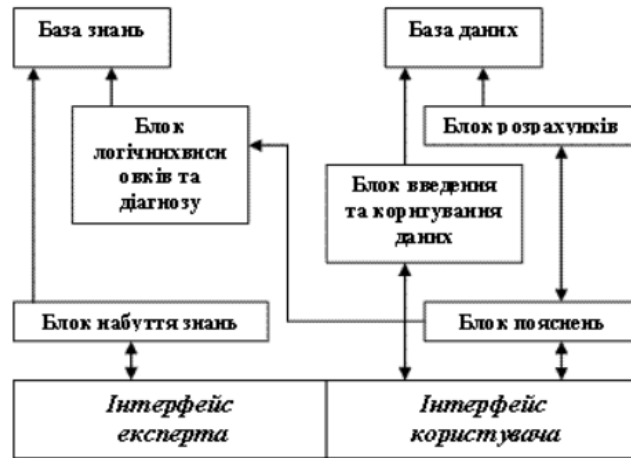 База знань
База даних
Блок
логічнихвисн
овків та
діагнозу
Блок розрахунків
Блок введення
та коригування
даних
Блок набуття знань
Блок пояснень
Інтерфейс
експерта
Інтерфейс
користувача